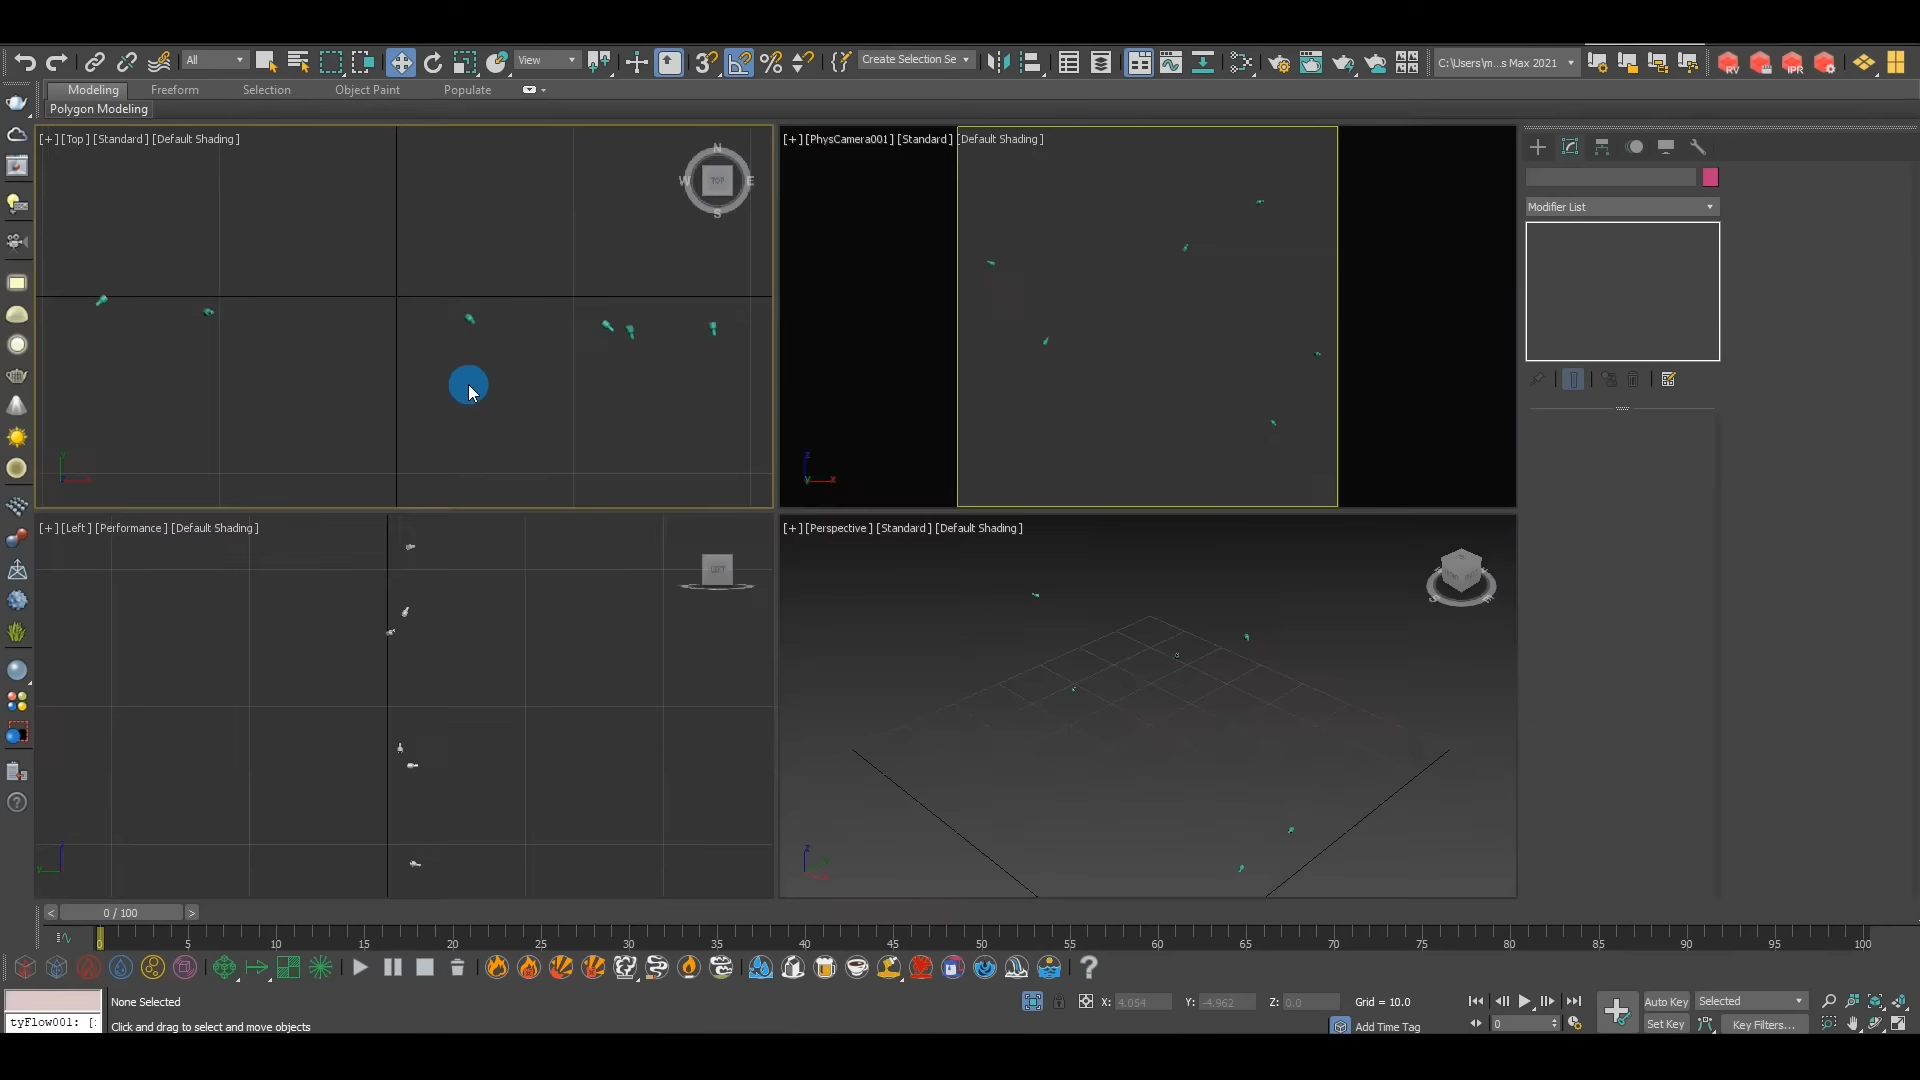 All
View
Create Selection Se
C:\Users\m...s Max 2021
RV
IPR
Modeling
Freeform
Selection
Object Paint
Populate
Polygon Modeling
[+] [Top] [Standard] [Default Shading]
N
W
TOP
E
S
[+] [PhysCamera001] [Standard] [Default Shading]
Modifier List
z
y
x
[+] [Left] [Performance] [Default Shading]
LEFT
[+] [Perspective] [Standard] [Default Shading]
S
E
z
< 0 / 100 >
0 5 10 15 20 25 30 35 40 45 50 55 60 65 70 75 80 85 90 95 100
None Selected
X: 4.054
Y: -4.962
Z: 0.0
Grid = 10.0
Auto Key
Selected
tyFlow001: [:
Click and drag to select and move objects
Add Time Tag
0
Set Key
Key Filters...